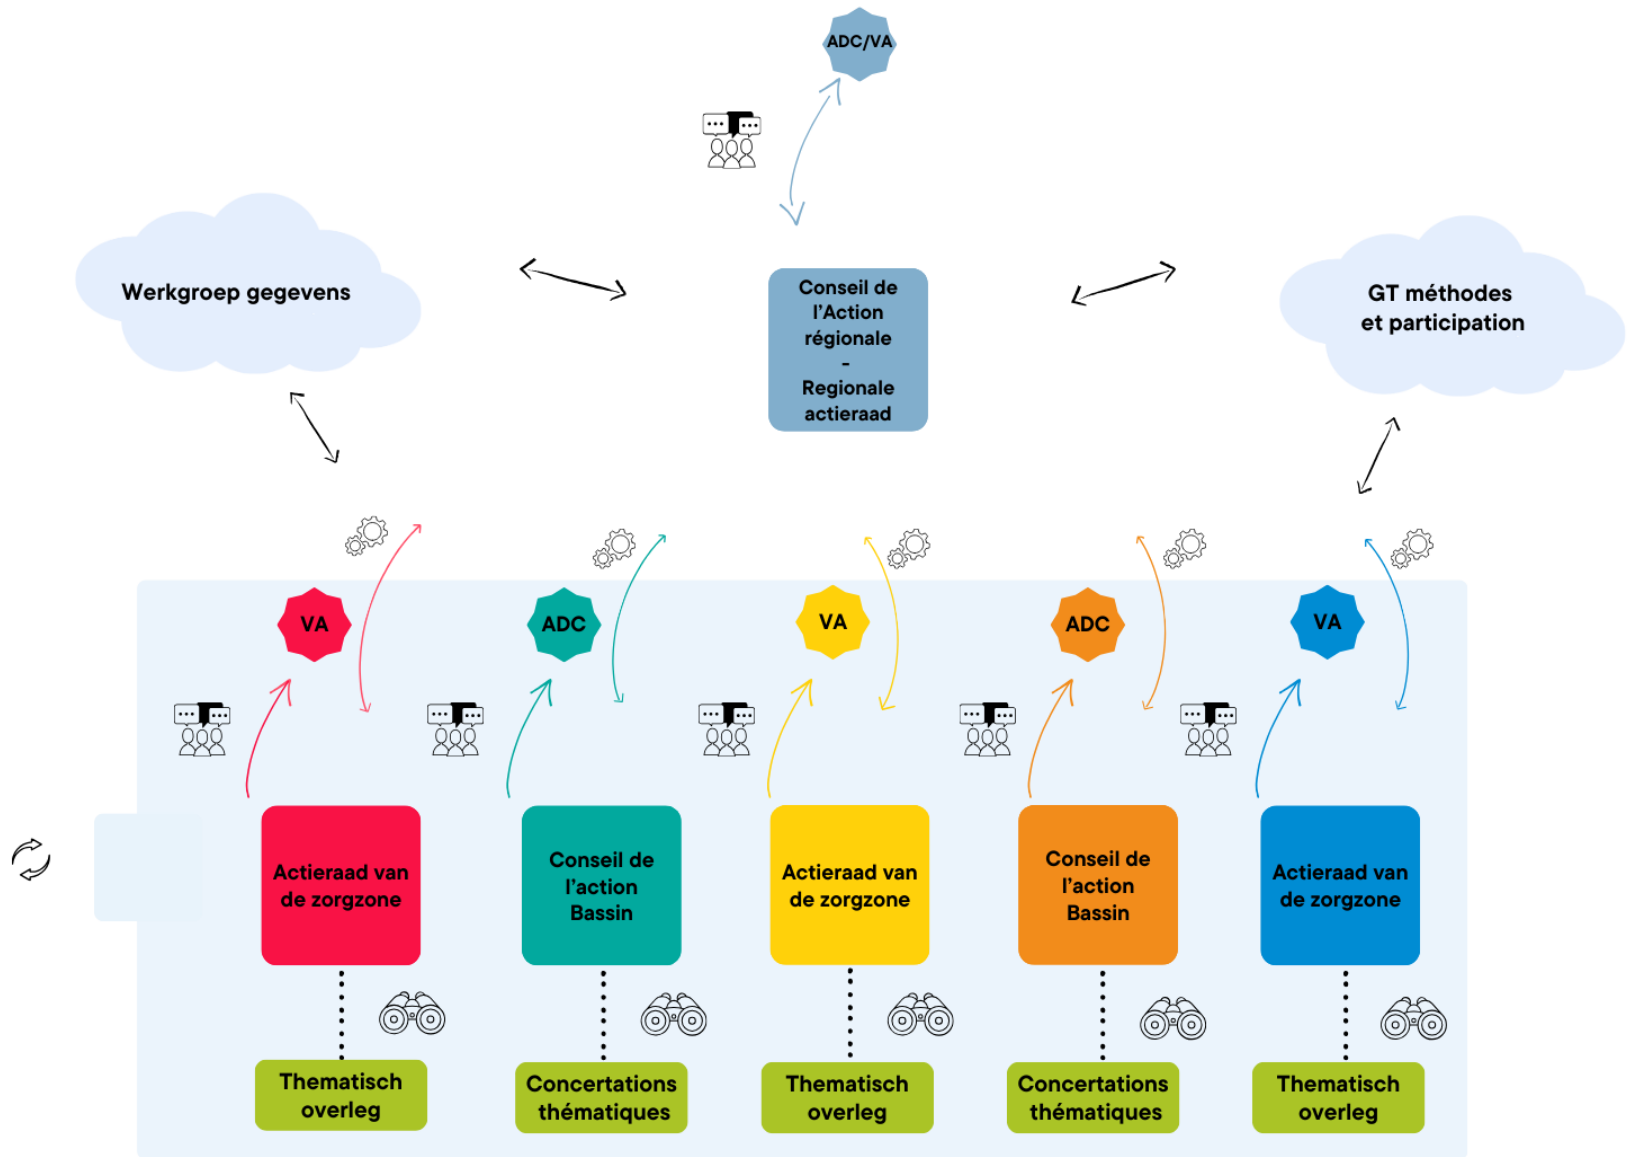 ADC/VA
Werkgroep gegevens
Conseil de
l'Action
régionale
-
Regionale
actieraad
GT méthodes
et participation
VA
ADC
VA
ADC
VA
Actieraad van
de zorgzone
Conseil de
l'action
Bassin
Actieraad van
de zorgzone
Conseil de
l'action
Bassin
Actieraad van
de zorgzone
Thematisch
overleg
Concertations
thématiques
Thematisch
overleg
Concertations
thématiques
Thematisch
overleg